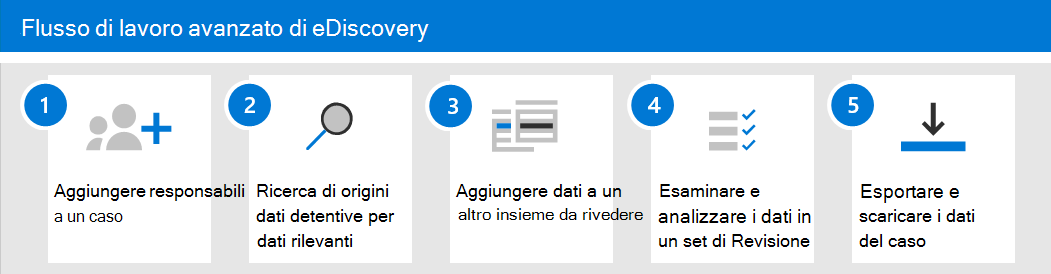 Flusso di lavoro avanzato di eDiscovery
1
Aggiungere responsabili
a un caso
2
Ricerca di origini
dati detentive per
dati rilevanti
3
Aggiungere dati a un
altro insieme da rivedere
4
Esaminare e
analizzare i dati in
un set di Revisione
5
Esportare e
scaricare i dati
del caso